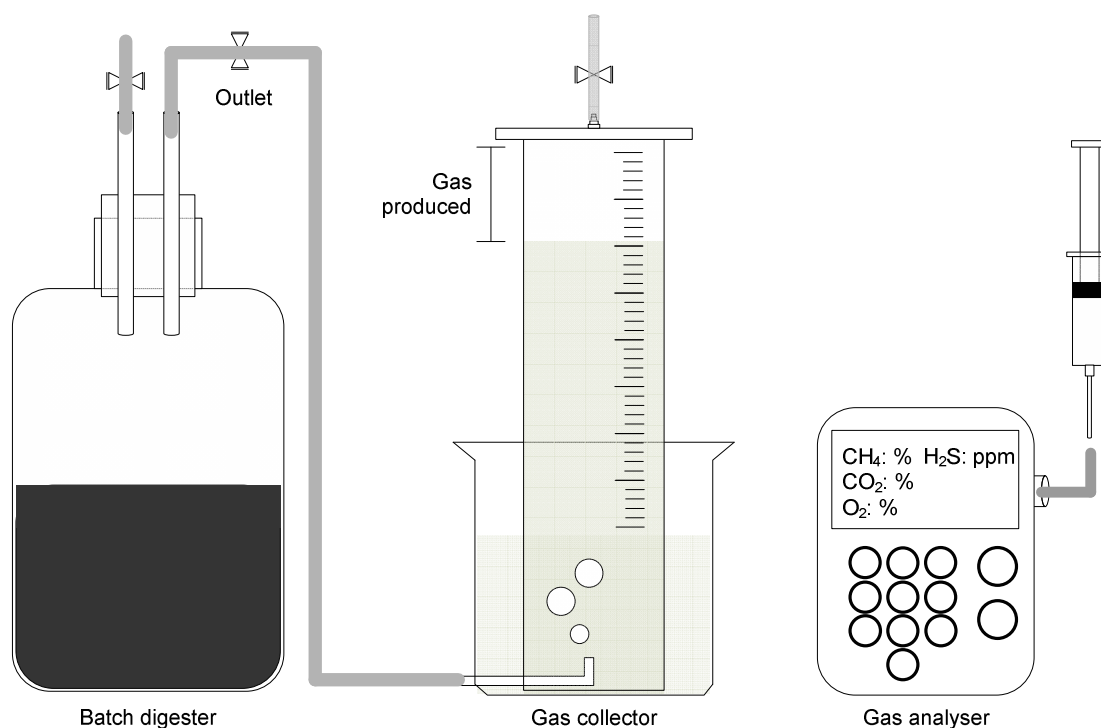 Outlet
Gas
produced
CH₄: % H₂S: ppm
CO₂: %
O₂: %
Batch digester
Gas collector
Gas analyser